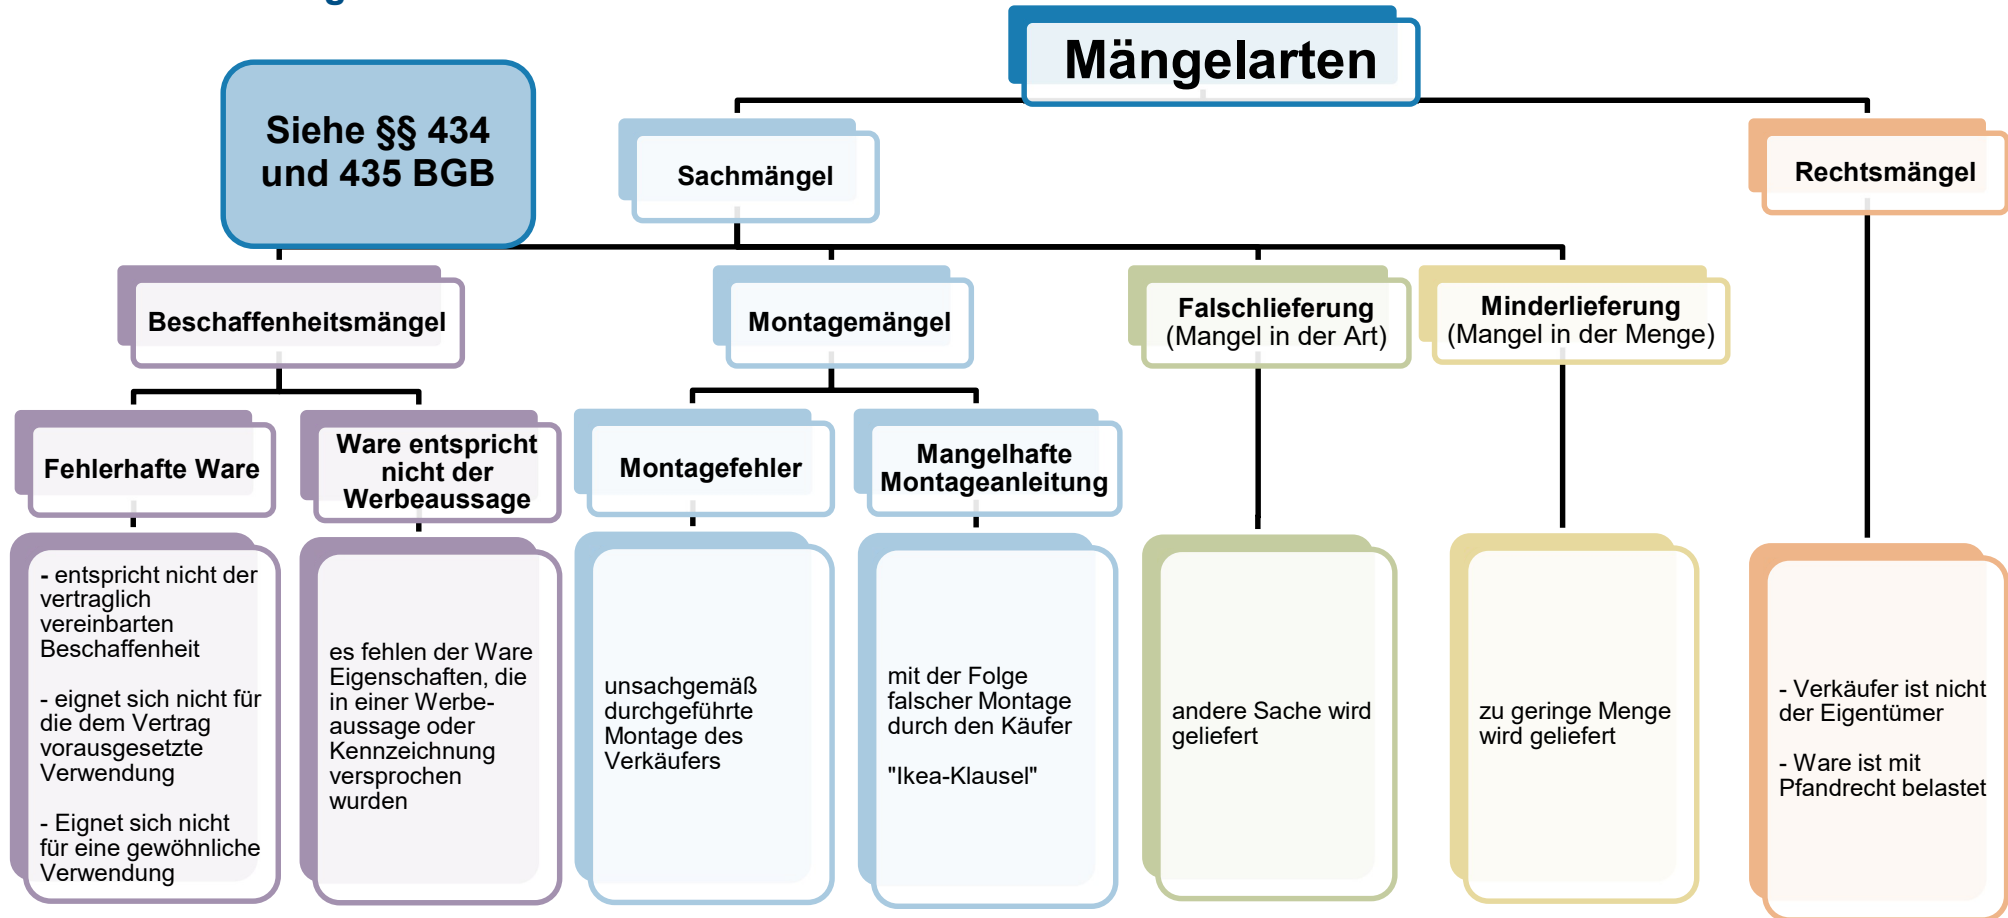 Mängelarten
Siehe §§ 434
und 435 BGB
Sachmängel
Rechtsmängel
Beschaffenheitsmängel
Montagemängel
Falschlieferung
(Mangel in der Art)
Minderlieferung
(Mangel in der Menge)
Fehlerhafte Ware
Ware entspricht
nicht der
Werbeaussage
Montagefehler
Mangelhafte
Montageanleitung
- entspricht nicht der
vertraglich
vereinbarten
Beschaffenheit
- eignet sich nicht für
die dem Vertrag
vorausgesetzte
Verwendung
- Eignet sich nicht
für eine gewöhnliche
Verwendung
es fehlen der Ware
Eigenschaften, die
in einer Werbe-
aussage oder
Kennzeichnung
versprochen
wurden
unsachgemäß
durchgeführte
Montage des
Verkäufers
mit der Folge
falscher Montage
durch den Käufer
"Ikea-Klausel"
andere Sache wird
geliefert
zu geringe Menge
wird geliefert
- Verkäufer ist nicht
der Eigentümer
- Ware ist mit
Pfandrecht belastet